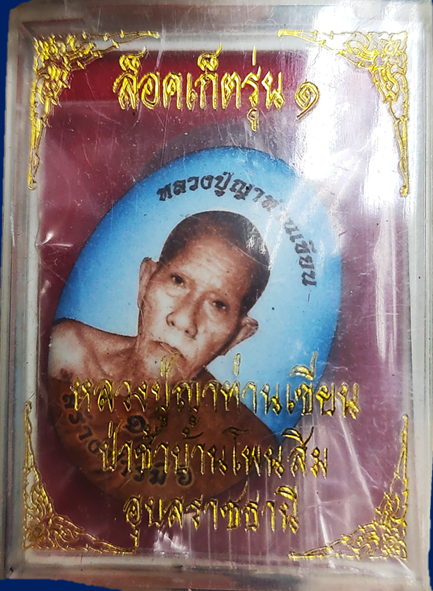 ล็อคเก็ตรุ่น ๑
หลวงปู่ญาท่านเขียน
หลวงปู่ญาท่านเขียน
ป่าช้าบ้านโพนสิม
อุบลราชธานี